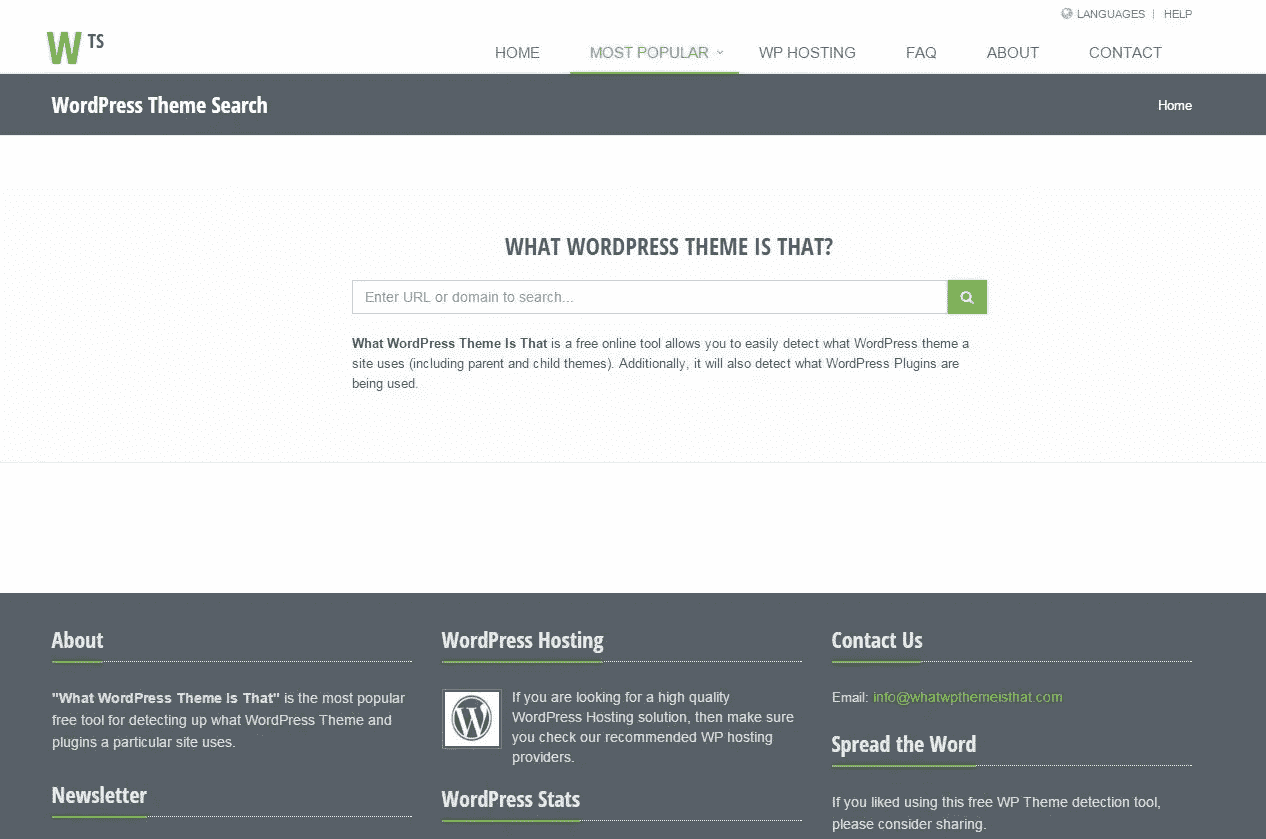 LANGUAGES | HELP
W TS
HOME MOST POPULAR WP HOSTING FAQ ABOUT CONTACT
WordPress Theme Search
Home
WHAT WORDPRESS THEME IS THAT?
Enter URL or domain to search...
What WordPress Theme Is That is a free online tool allows you to easily detect what WordPress theme a
site uses (including parent and child themes). Additionally, it will also detect what WordPress Plugins are
being used.
About
"What WordPress Theme Is That" is the most popular
free tool for detecting up what WordPress Theme and
plugins a particular site uses.
Newsletter
WordPress Hosting
If you are looking for a high quality
WordPress Hosting solution, then make sure
you check our recommended WP hosting
providers.
WordPress Stats
Contact Us
Email: info@whatwpthemeisthat.com
Spread the Word
If you liked using this free WP Theme detection tool,
please consider sharing.